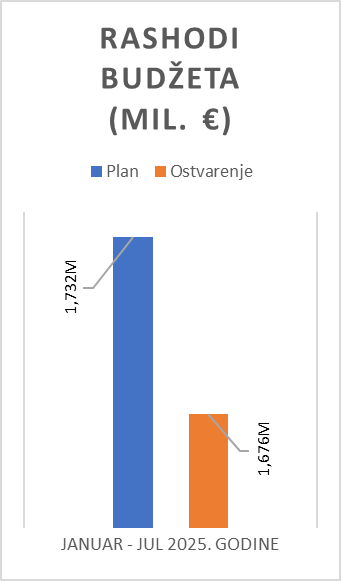 RASHODI
BUDŽETA
(MIL. €)
Plan Ostvarenje
1,732M
1,676M
JANUAR - JUL 2025. GODINE